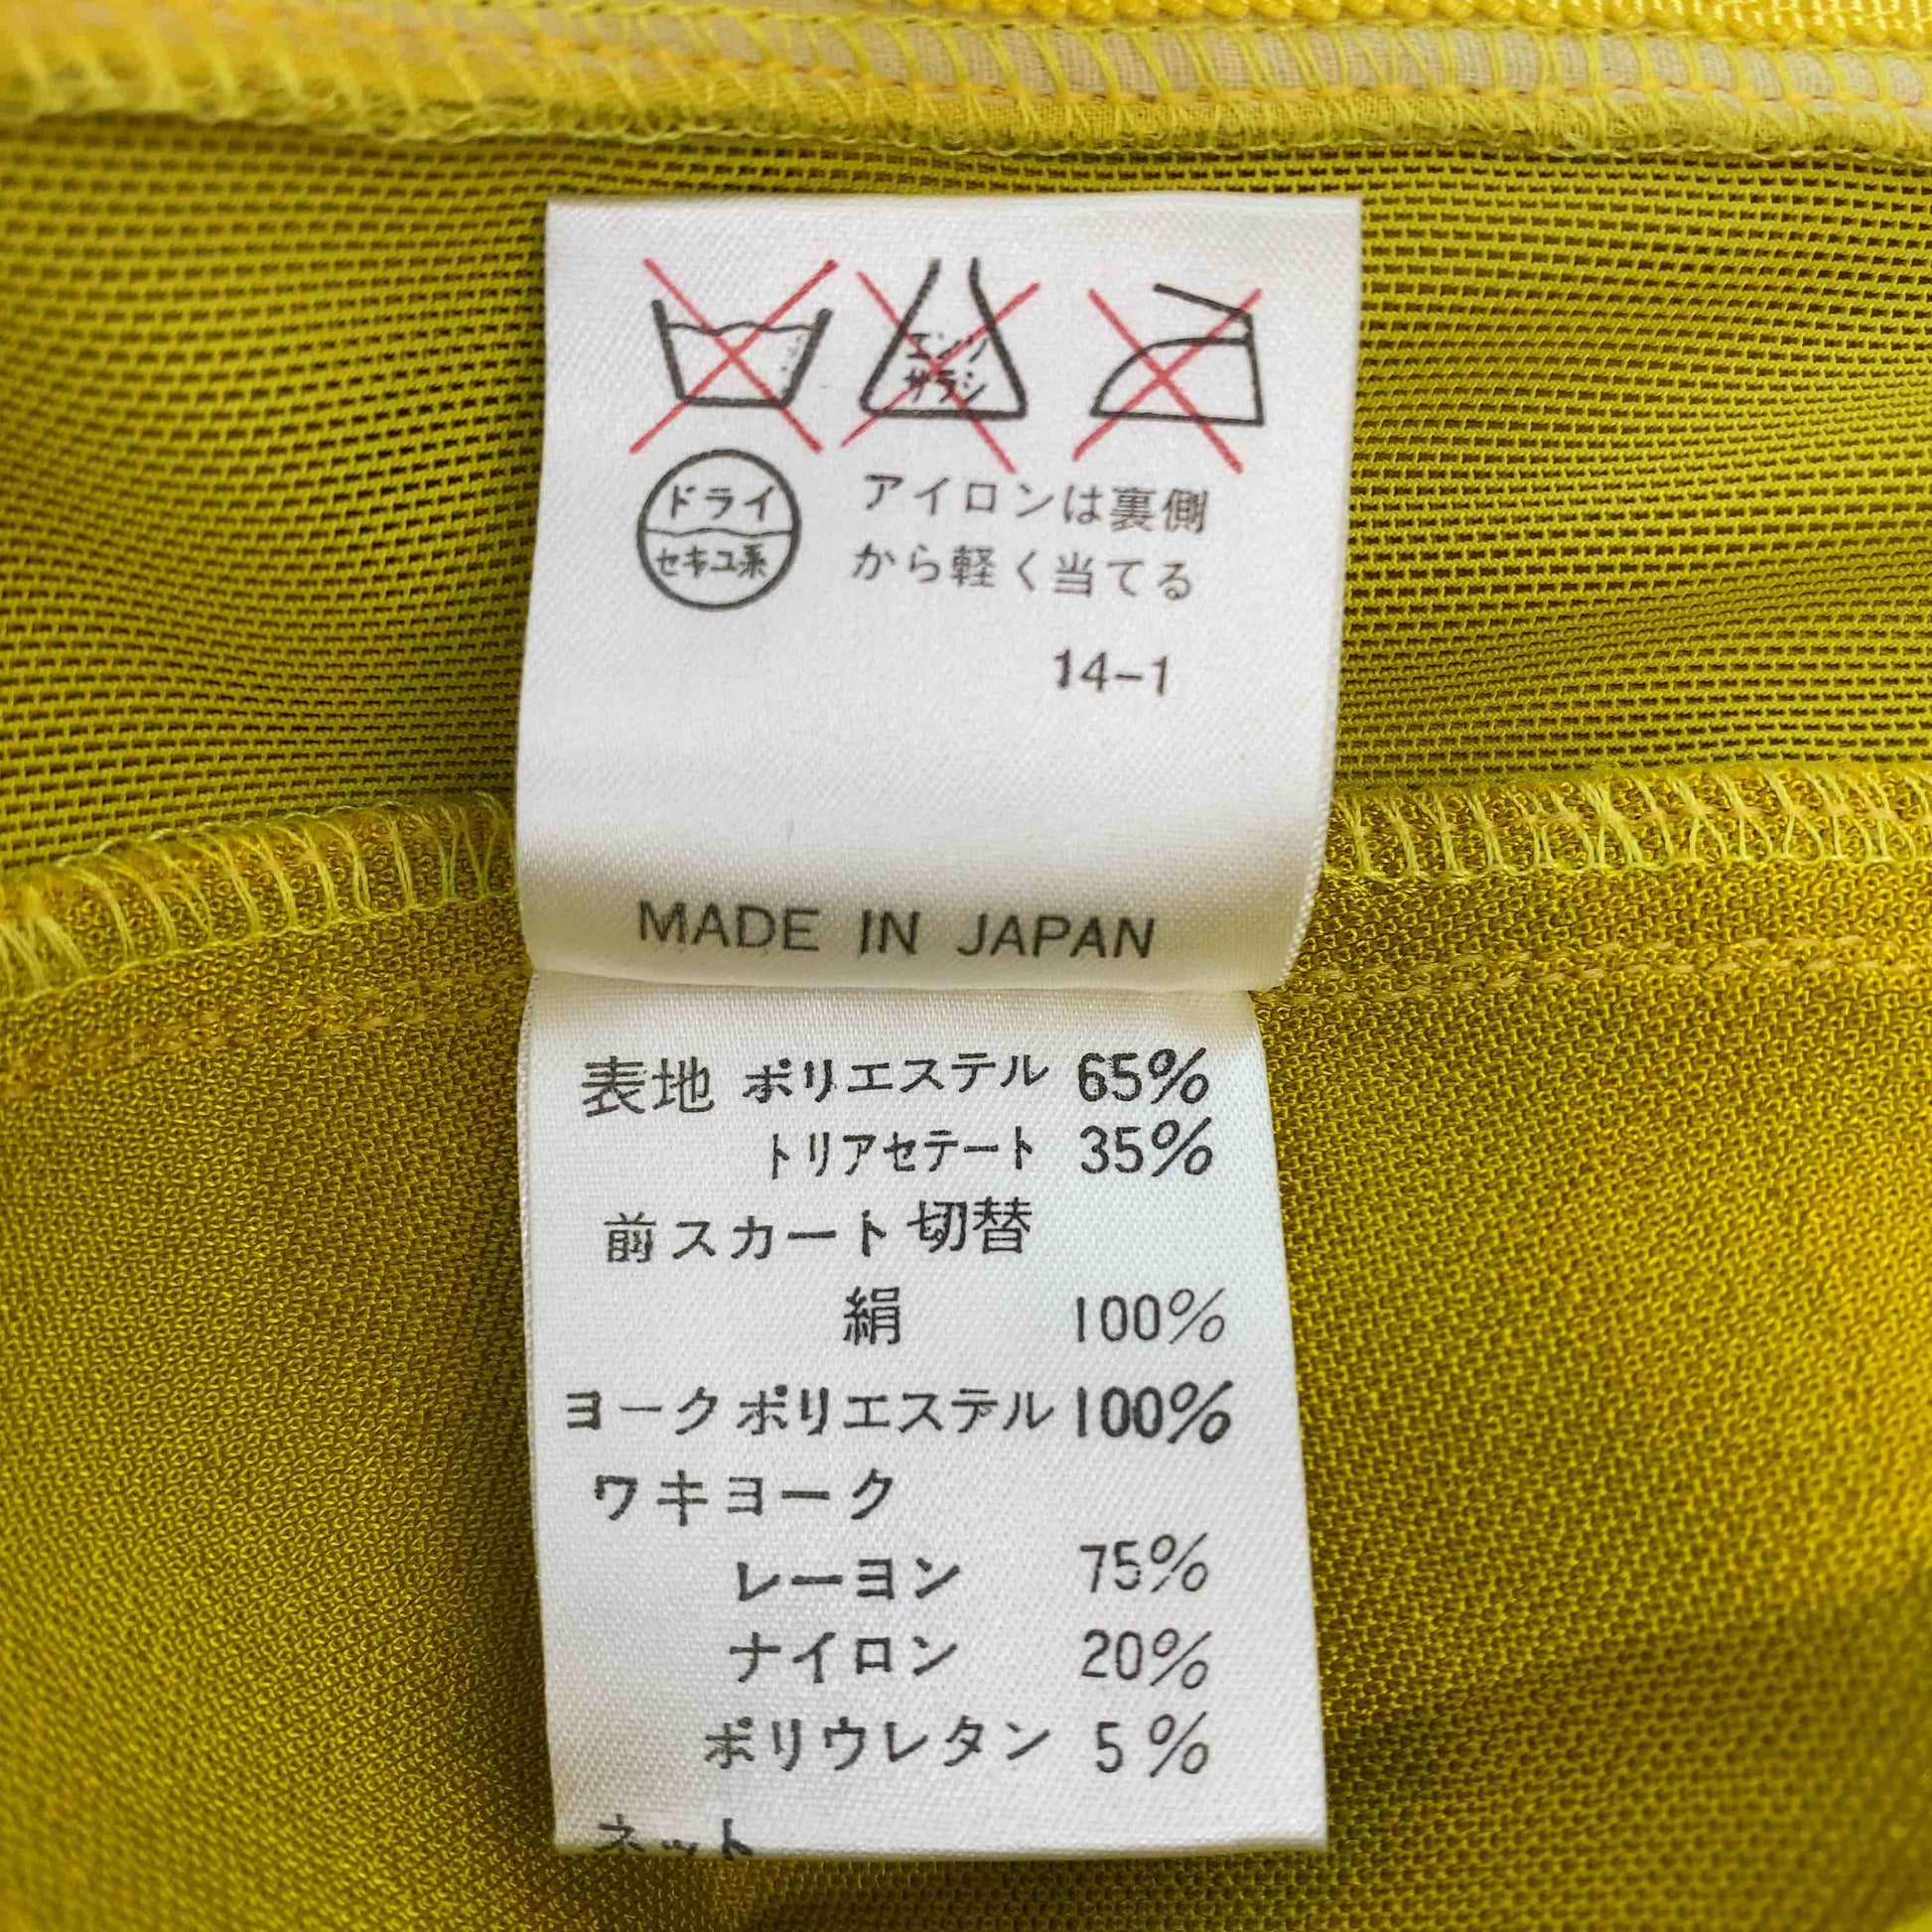 エンソ
サラシ
ドライ
セキユ系
アイロンは裏側
から軽く当てる
14-1
MADE IN JAPAN
表地 ポリエステル 65%
トリアセテート 35%
前スカート切替
絹 100%
ヨークポリエステル 100%
ワキヨーク
レーヨン 75%
ナイロン 20%
ポリウレタン 5%
ネット